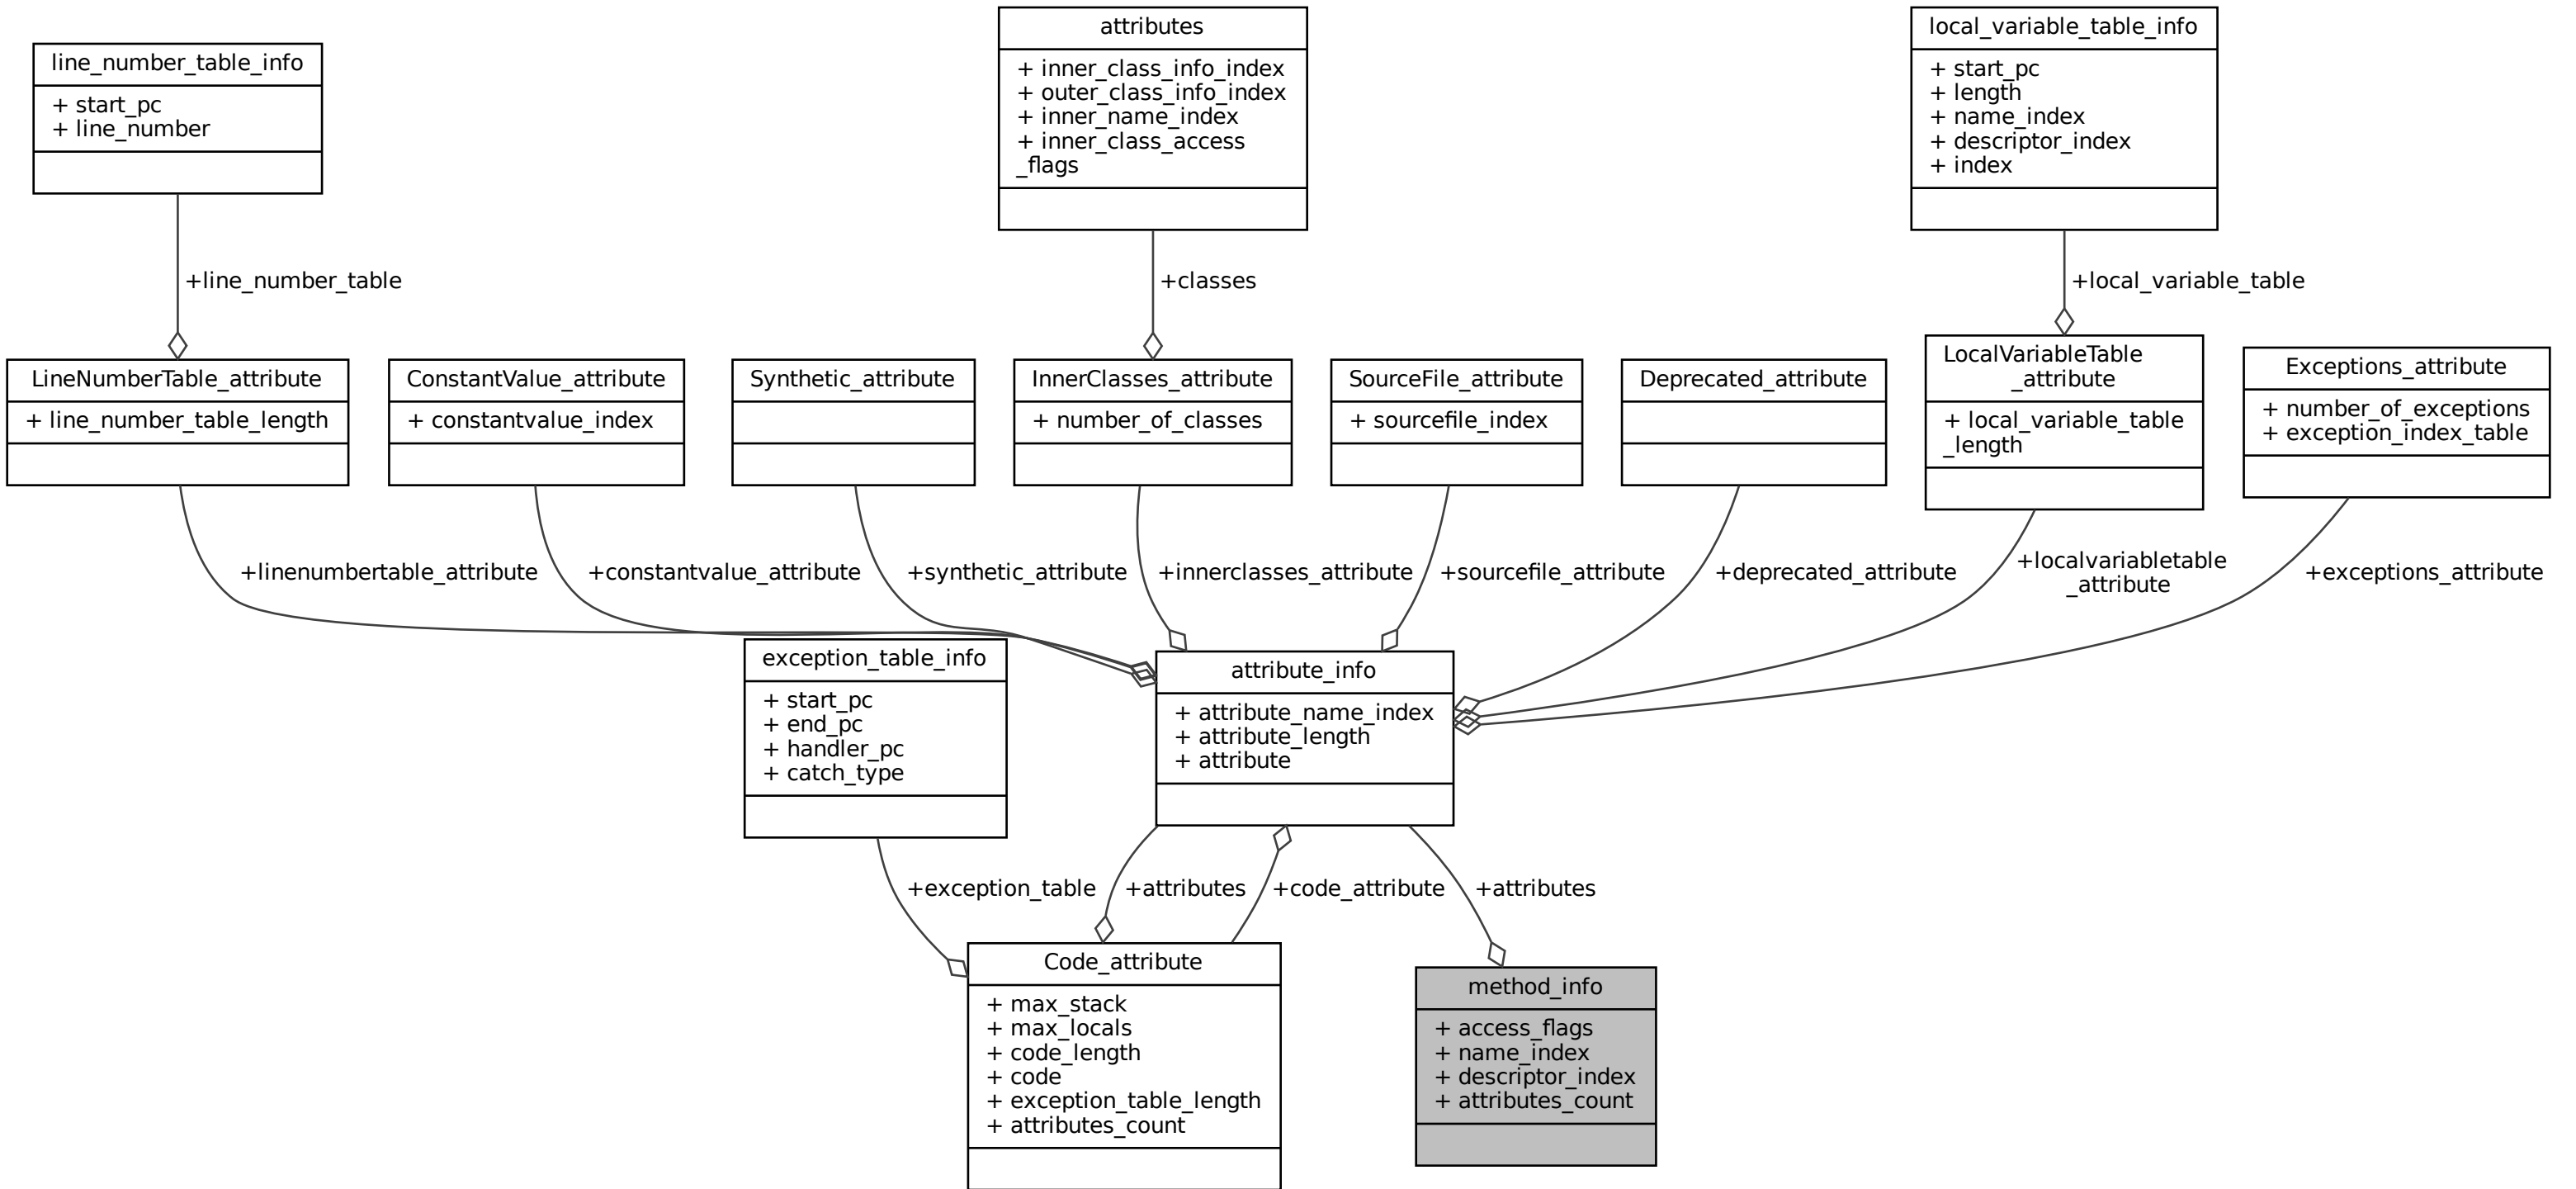 line_number_table_info
+ start_pc
+ line_number
attributes
+ inner_class_info_index
+ outer_class_info_index
+ inner_name_index
+ inner_class_access
_flags
local_variable_table_info
+ start_pc
+ length
+ name_index
+ descriptor_index
+ index
+line_number_table
+classes
+local_variable_table
LineNumberTable_attribute
+ line_number_table_length
ConstantValue_attribute
+ constantvalue_index
Synthetic_attribute
InnerClasses_attribute
+ number_of_classes
SourceFile_attribute
+ sourcefile_index
Deprecated_attribute
LocalVariableTable
_attribute
+ local_variable_table
_length
Exceptions_attribute
+ number_of_exceptions
+ exception_index_table
+linenumbertable_attribute
+constantvalue_attribute
+synthetic_attribute
+innerclasses_attribute
+sourcefile_attribute
+deprecated_attribute
+localvariabletable
_attribute
+exceptions_attribute
exception_table_info
+ start_pc
+ end_pc
+ handler_pc
+ catch_type
attribute_info
+ attribute_name_index
+ attribute_length
+ attribute
+exception_table
+attributes
+code_attribute
+attributes
Code_attribute
+ max_stack
+ max_locals
+ code_length
+ code
+ exception_table_length
+ attributes_count
method_info
+ access_flags
+ name_index
+ descriptor_index
+ attributes_count